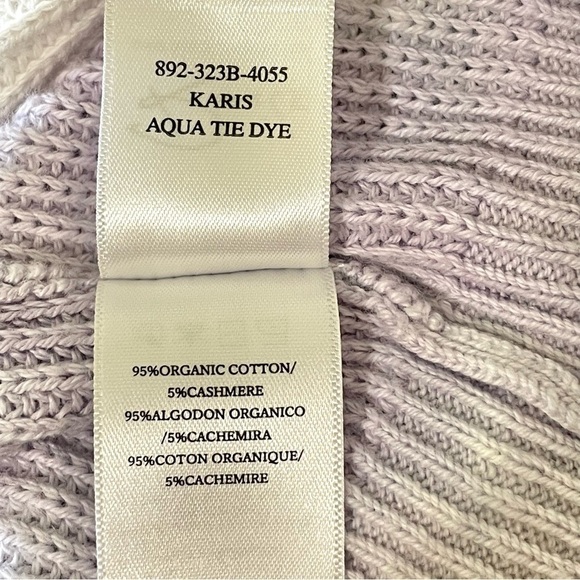 892-323B-4055
KARIS
AQUA TIE DYE
95%ORGANIC COTTON/
5%CASHMERE
95%ALGODON ORGANICO
/5%CACHEMIRA
95%COTON ORGANIQUE/
5%CACHEMIRE